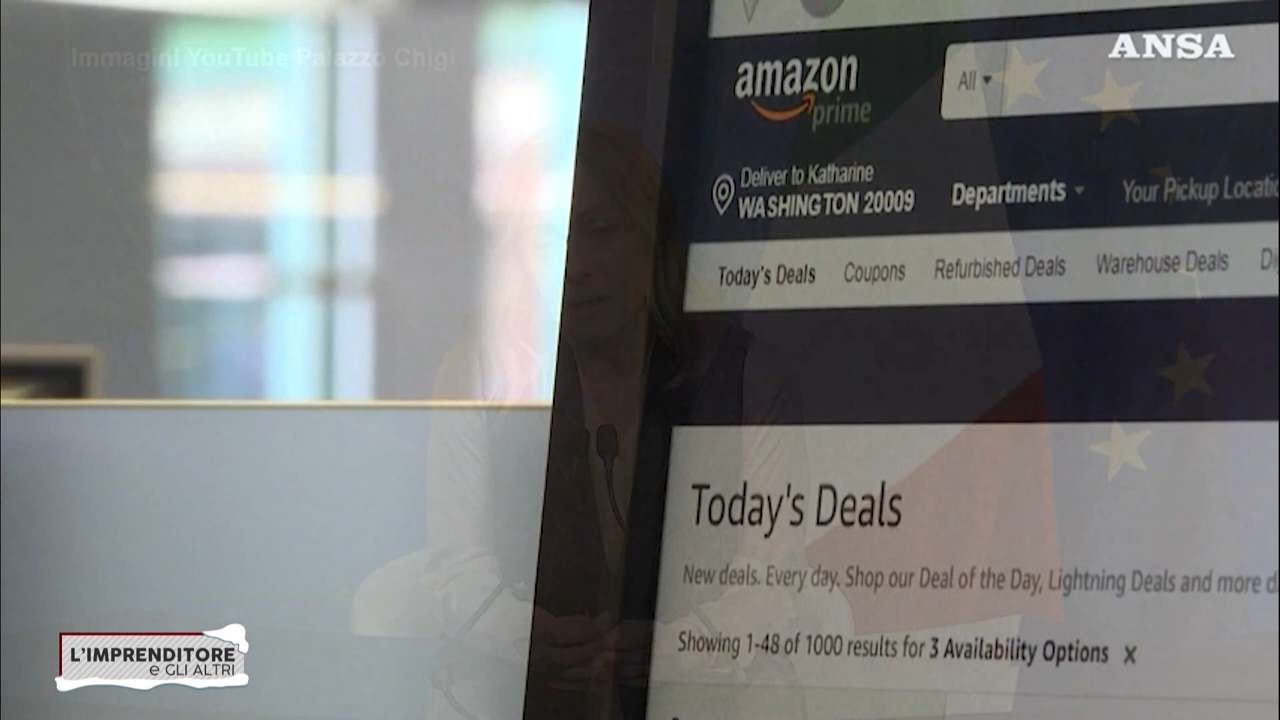 Immagini YouTube Palazzo Chigi
ANSA
amazon
prime
All
Deliver to Katharine
WASHINGTON 20009
Departments
Your Pickup
Today's Deals
Coupons
Refurbished Deals
Warehouse Deals
Today's Deals
New deals. Every day. Shop our Deal of the Day, Lightning Deals and more
Showing 1-48 of 1000 results for 3 Availability Options x
L'IMPRENDITORE
e GLI ALTRI